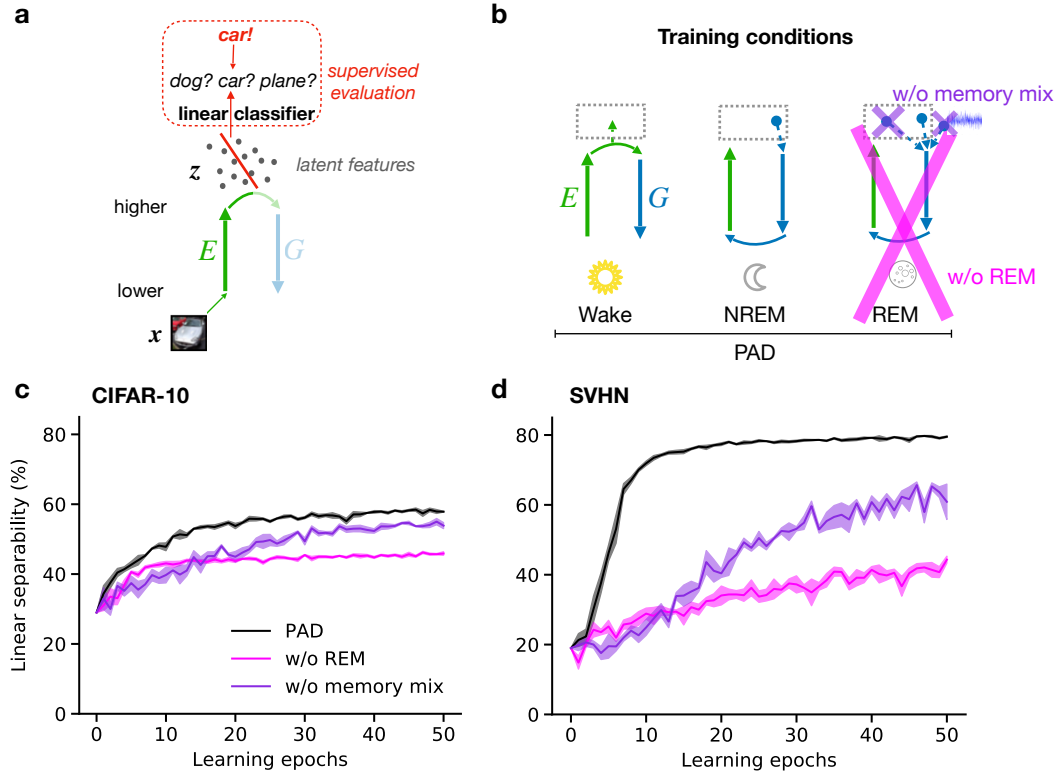 a
car!
dog? car? plane?
supervised
evaluation
linear classifier
z
latent features
higher
E
G
lower
x
b
Training conditions
w/o memory mix
E
G
w/o REM
Wake
NREM
REM
PAD
c
CIFAR-10
Linear separability (%)
80
60
40
20
0
PAD
w/o REM
w/o memory mix
0
10
20
30
40
50
Learning epochs
d
SVHN
80
60
40
20
0
0
10
20
30
40
50
Learning epochs